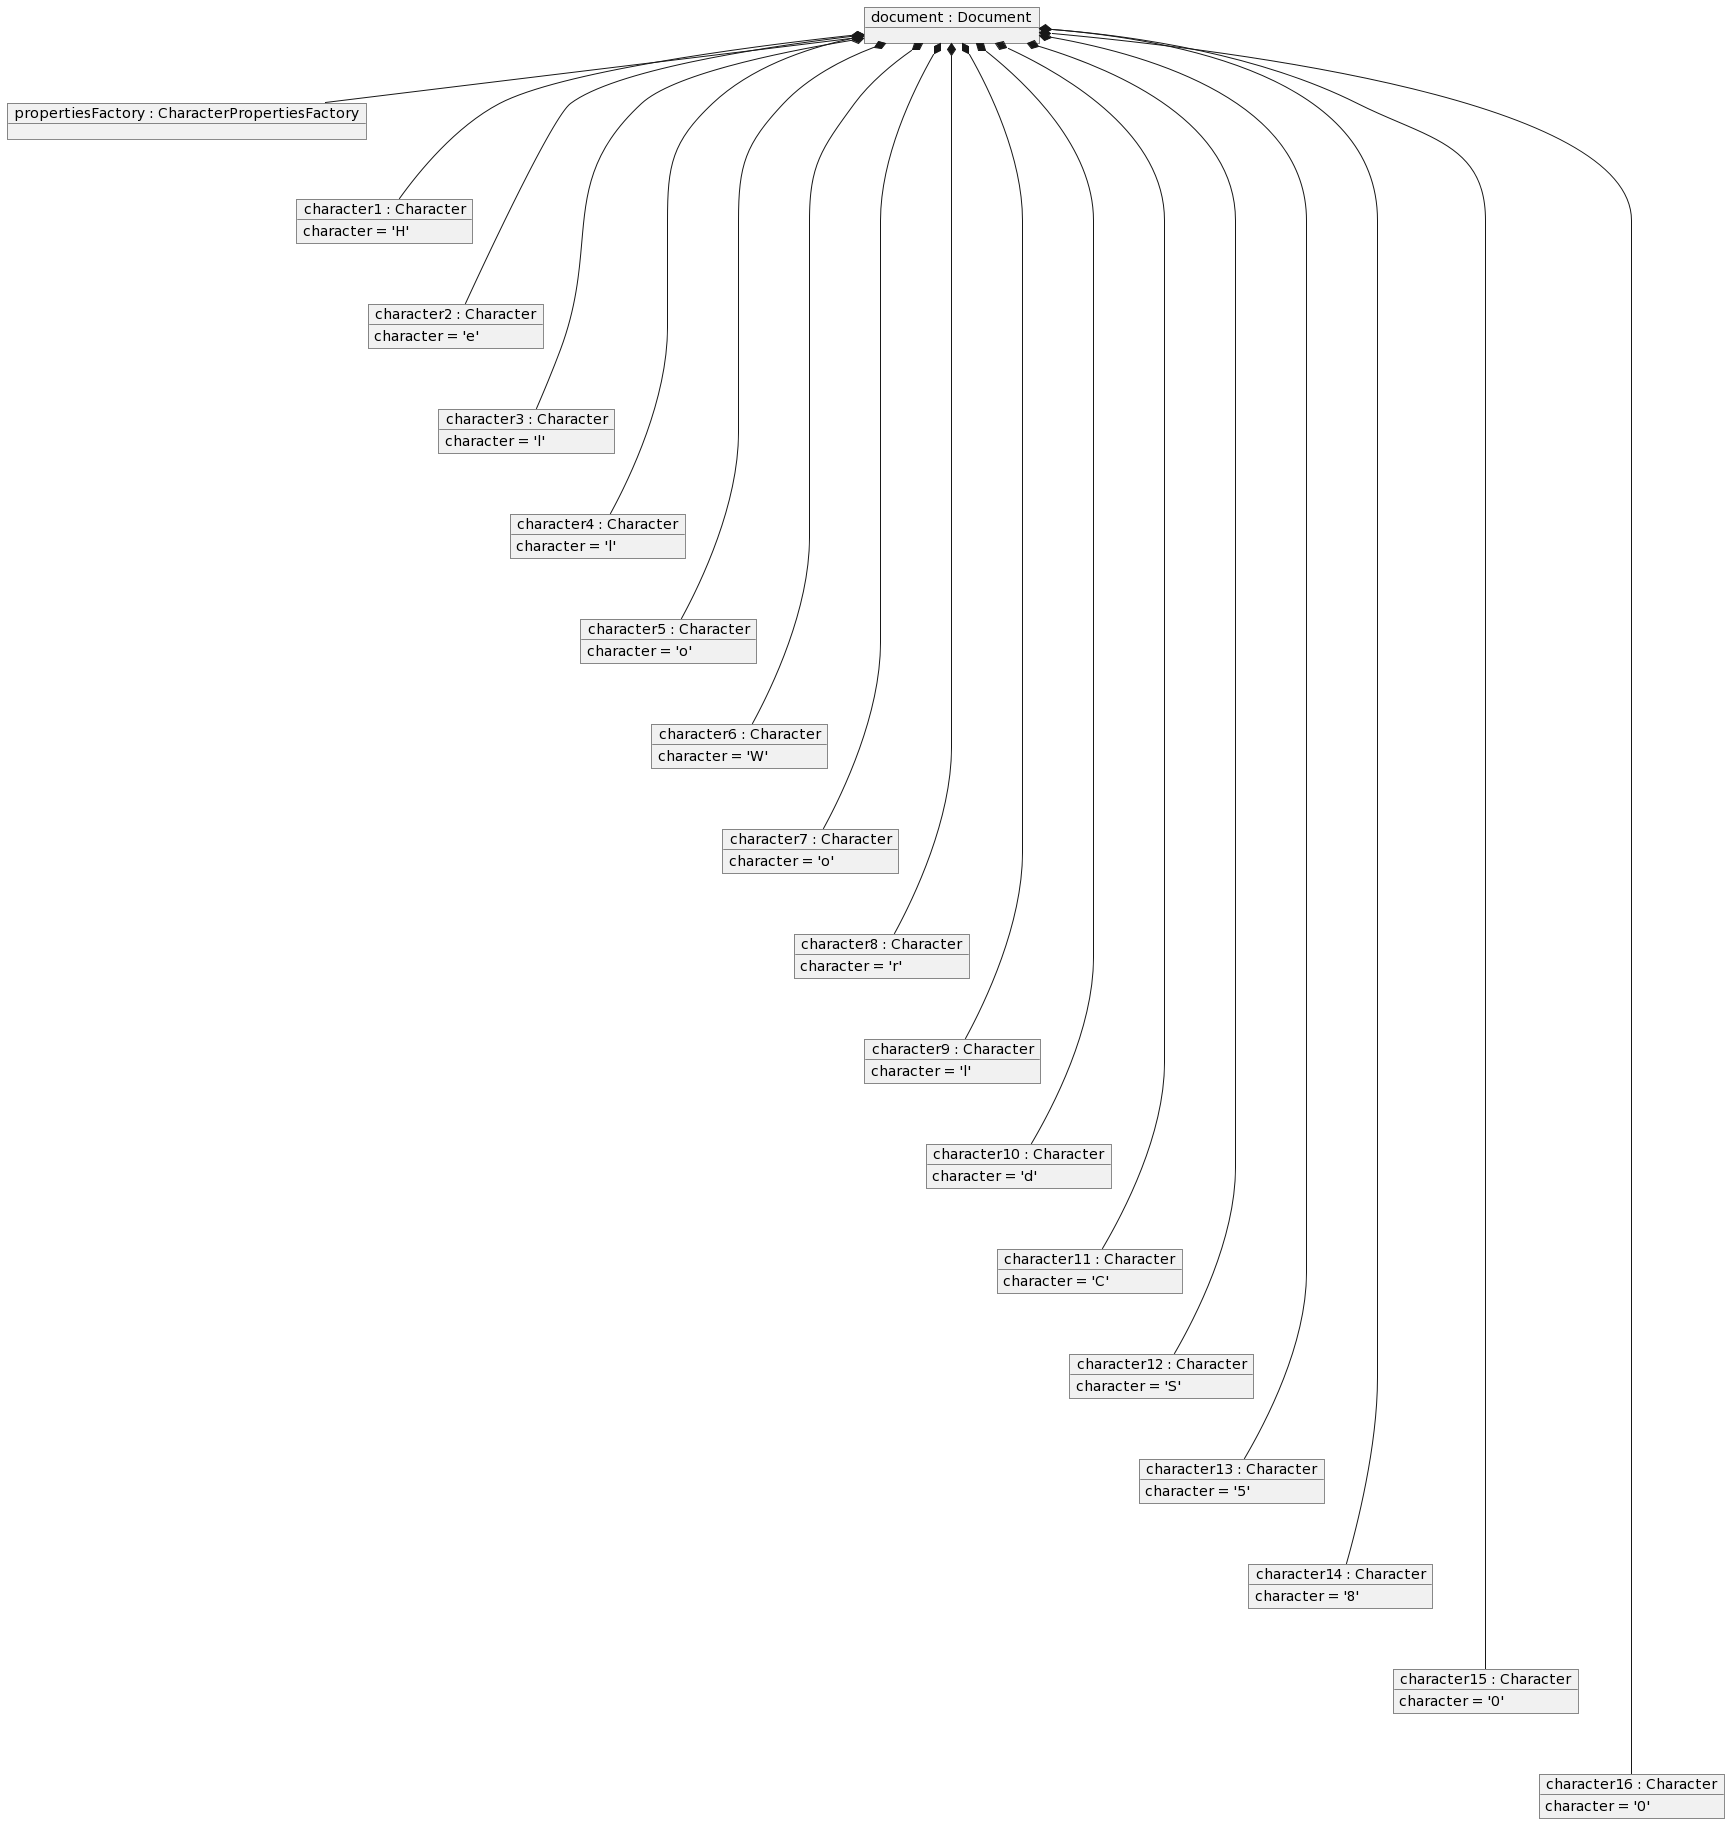 document : Document
propertiesFactory : CharacterPropertiesFactory
character1 : Character
character = 'H'
character2 : Character
character = 'e'
character3 : Character
character = 'l'
character4 : Character
character = 'l'
character5 : Character
character = 'o'
character6 : Character
character = 'W'
character7 : Character
character = 'o'
character8 : Character
character = 'r'
character9 : Character
character = 'l'
character10 : Character
character = 'd'
character11 : Character
character = 'C'
character12 : Character
character = 'S'
character13 : Character
character = '5'
character14 : Character
character = '8'
character15 : Character
character = '0'
character16 : Character
character = '0'